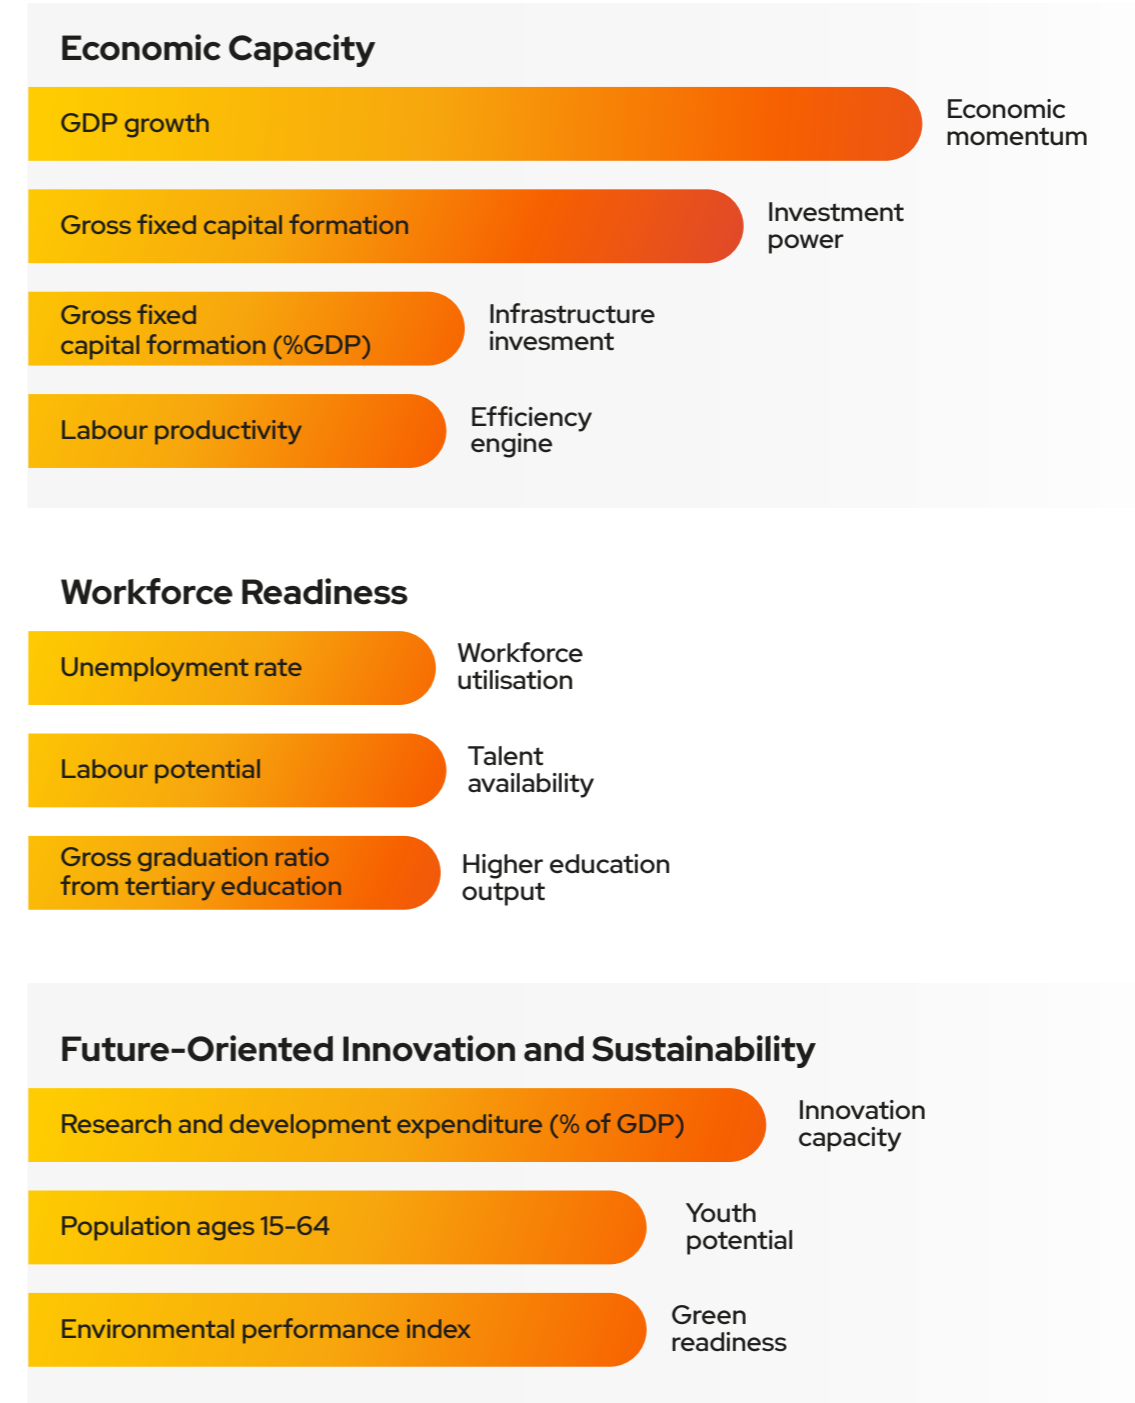 Economic Capacity
GDP growth
Economic
momentum
Gross fixed capital formation
Investment
power
Gross fixed
capital formation (%GDP)
Infrastructure
invesment
Labour productivity
Efficiency
engine
Workforce Readiness
Unemployment rate
Workforce
utilisation
Labour potential
Talent
availability
Gross graduation ratio
from tertiary education
Higher education
output
Future-Oriented Innovation and Sustainability
Research and development expenditure (% of GDP)
Innovation
capacity
Population ages 15-64
Youth
potential
Environmental performance index
Green
readiness